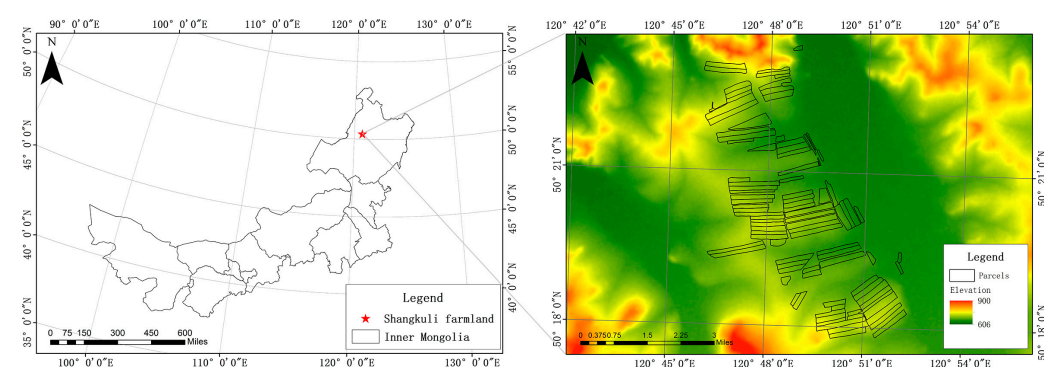 90° 0′0″E 100° 0′0″E 110° 0′0″E 120° 0′0″E 130° 0′0″E
N
50° 0′0″N
45° 0′0″N
40° 0′0″N
35° 0′0″N
55° 0′0″N
50° 0′0″N
45° 0′0″N
40° 0′0″N
Legend
Shangkuli farmland
Inner Mongolia
0 75 150 300 450 600
Miles
100° 0′0″E 110° 0′0″E 120° 0′0″E 130° 0′0″E
120° 42′0″E 120° 45′0″E 120° 48′0″E 120° 51′0″E 120° 54′0″E
N
50° 21′0″N
50° 18′0″N
50° 21′0″N
50° 18′0″N
Legend
Parcels
Elevation
900
606
0 0.3750.75 1.5 2.25 3
Miles
120° 45′0″E 120° 48′0″E 120° 51′0″E 120° 54′0″E